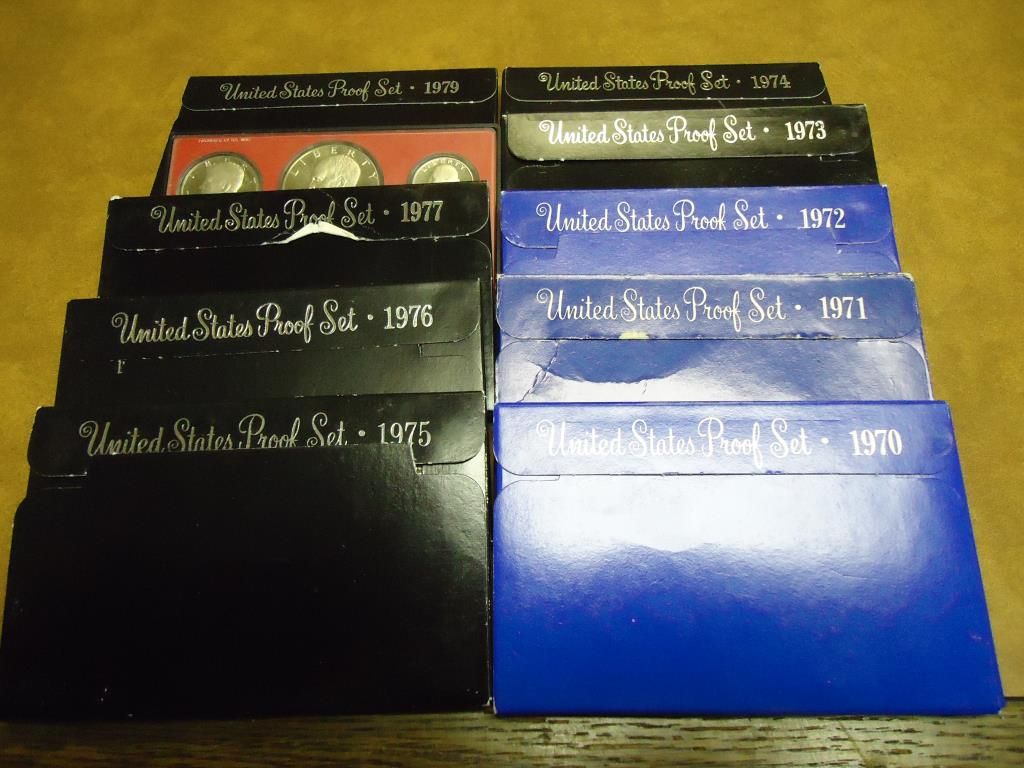 United States Proof Set · 1979
LIBERTY
United States Proof Set · 1977
United States Proof Set · 1976
United States Proof Set · 1975
United States Proof Set · 1974
United States Proof Set · 1973
United States Proof Set · 1972
United States Proof Set · 1971
United States Proof Set · 1970